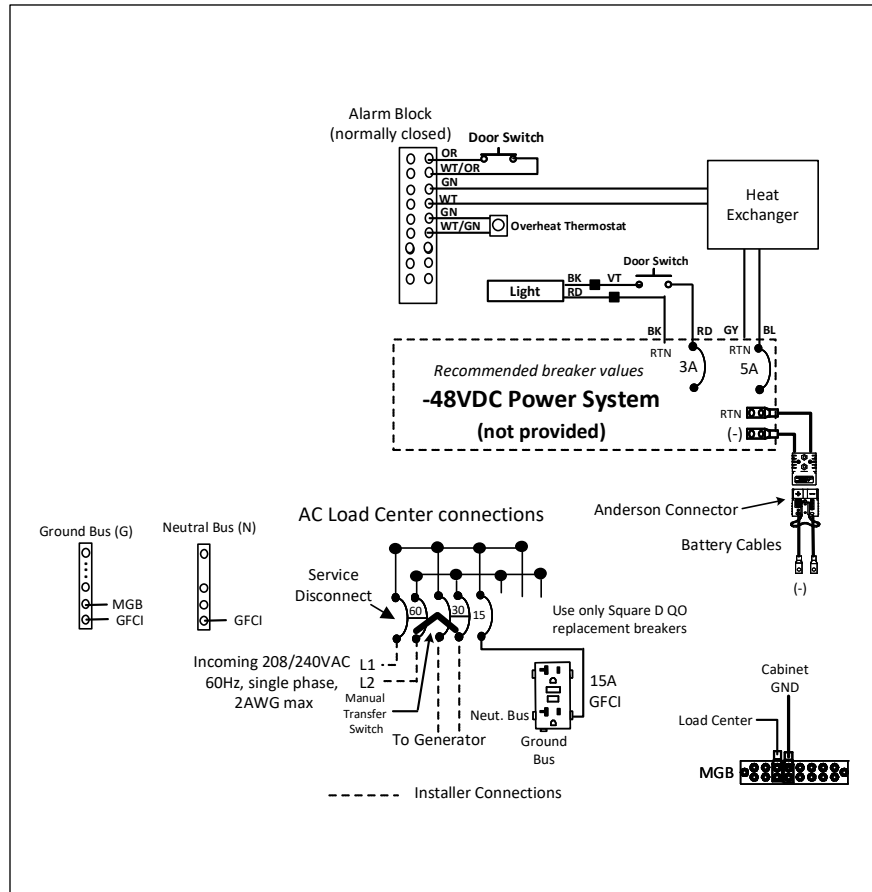 Alarm Block
(normally closed)
Door Switch
OR
WT/OR
GN
WT
GN
WT/GN
Overheat Thermostat
Heat
Exchanger
Door Switch
Light
BK
VT
RD
BK
RD
GY
BL
RTN
3A
RTN
5A
Recommended breaker values
-48VDC Power System
(not provided)
RTN
(-)
Anderson Connector
+
-
Battery Cables
(-)
AC Load Center connections
Ground Bus (G)
MGB
GFCI
Neutral Bus (N)
GFCI
Service
Disconnect
60
30
15
Use only Square D QO
replacement breakers
Incoming 208/240VAC
60Hz, single phase,
2AWG max
L1
L2
Manual
Transfer
Switch
To Generator
15A
GFCI
Neut. Bus
Ground
Bus
Cabinet
GND
Load Center
MGB
Installer Connections